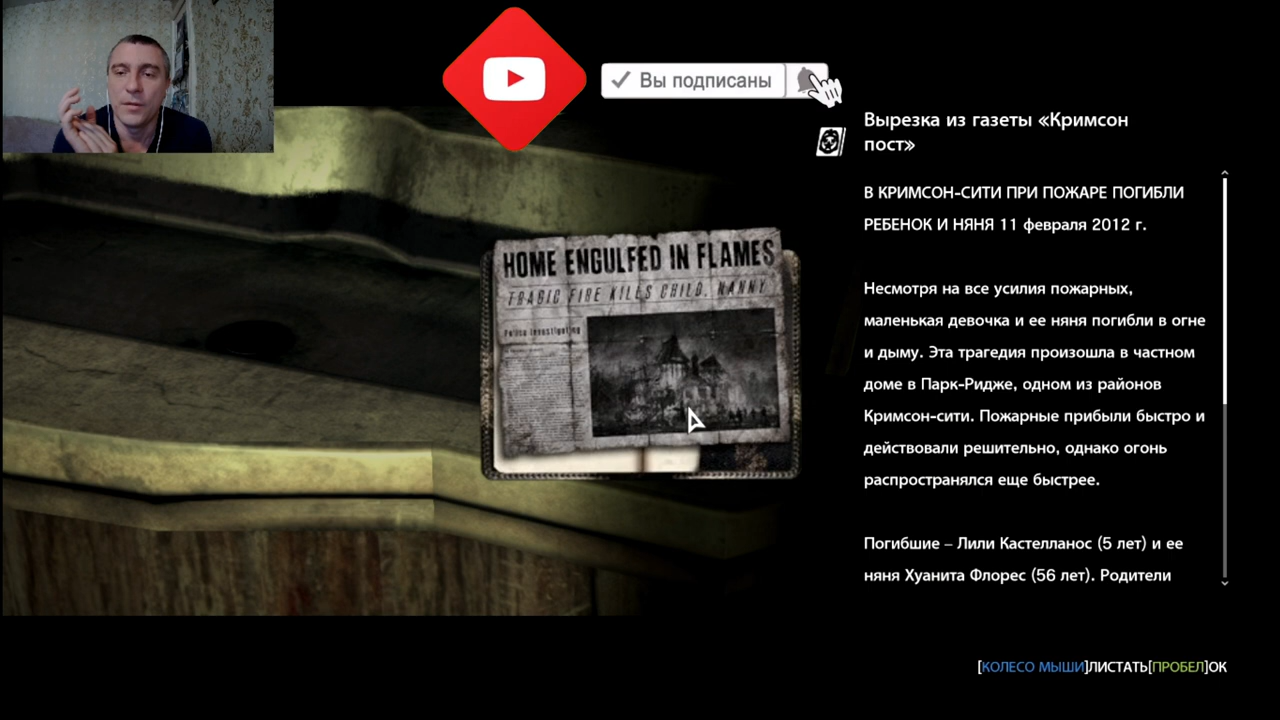 Вы подписаны
Вырезка из газеты «Кримсон
пост»
В КРИМСОН-СИТИ ПРИ ПОЖАРЕ ПОГИБЛИ
РЕБЕНОК И НЯНЯ 11 февраля 2012 г.
Несмотря на все усилия пожарных,
маленькая девочка и ее няня погибли в огне
и дыму. Эта трагедия произошла в частном
доме в Парк-Ридже, одном из районов
Кримсон-сити. Пожарные прибыли быстро и
действовали решительно, однако огонь
распространялся еще быстрее.
Погибшие – Лили Кастелланос (5 лет) и ее
няня Хуанита Флорес (56 лет). Родители
HOME ENGULFED IN FLAMES
TRAGIC FIRE KILLS CHILD, NANNY
Police Investigating
[КОЛЕСО МЫШИ]ЛИСТАТЬ[ПРОБЕЛ]ОК